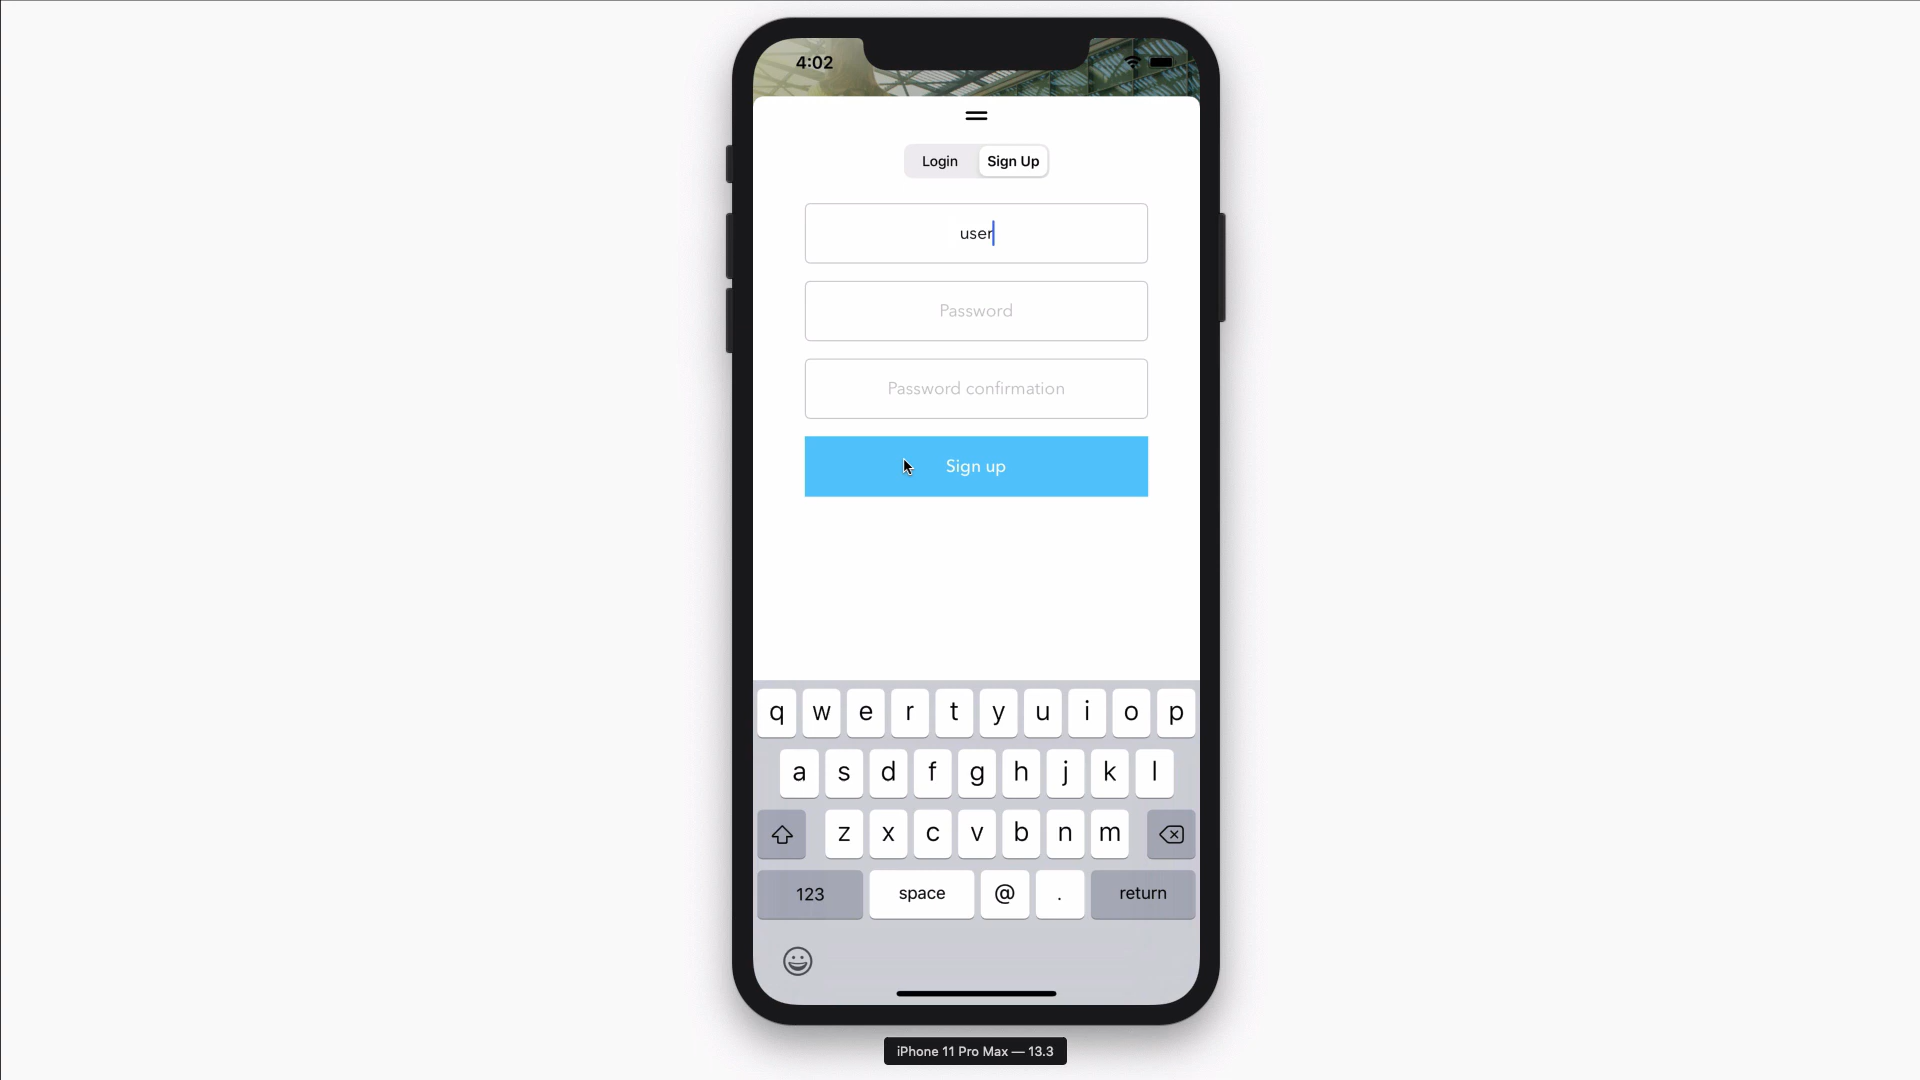 4:02
Login Sign Up
user
Password
Password confirmation
Sign up
q w e r t y u i o p
a s d f g h j k l
z x c v b n m
123 space @ . return
iPhone 11 Pro Max — 13.3